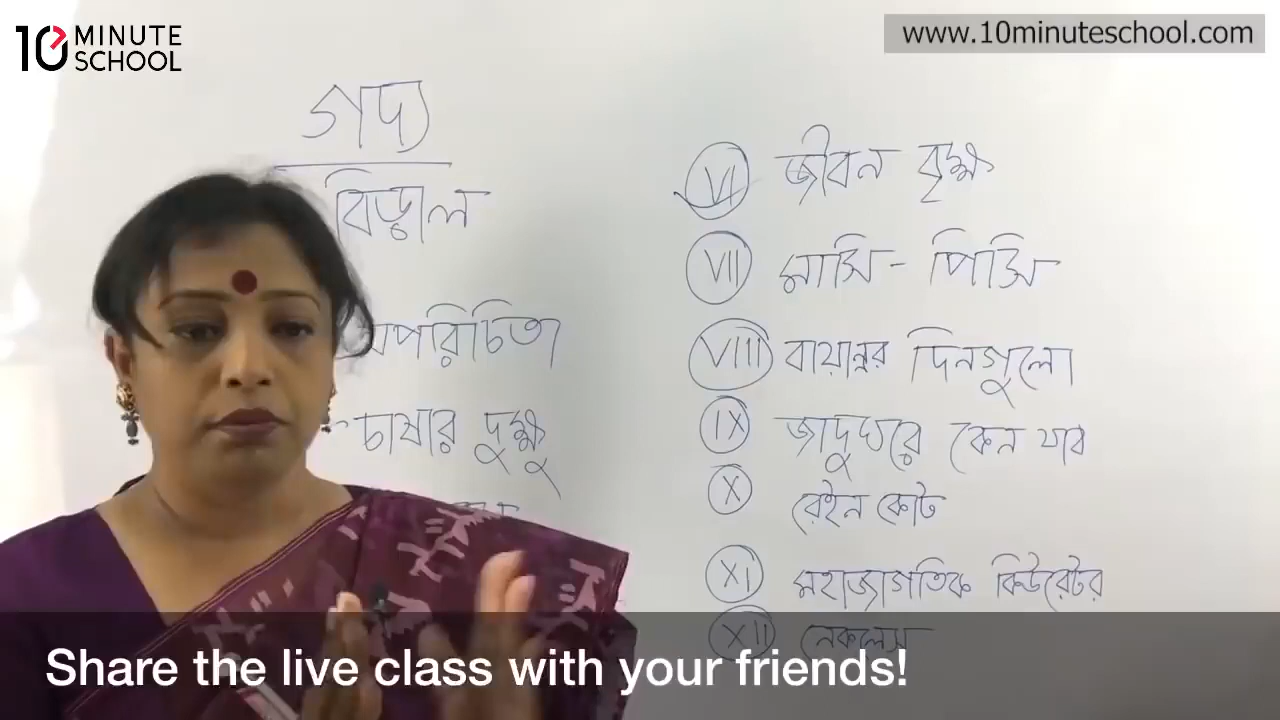 10 MINUTE
SCHOOL
www.10minuteschool.com
গদ্য
বিড়াল
অপরিচিতা
চাষার দুক্ষু
VI জীবন বৃক্ষ
VII মাসি - পিসি
VIII বায়ান্নর দিনগুলো
IX জাদুঘরে কেন যাব
X রেইন কোট
XI মহাজাগতিক কিউরেটর
XII নেকলেস
Share the live class with your friends!